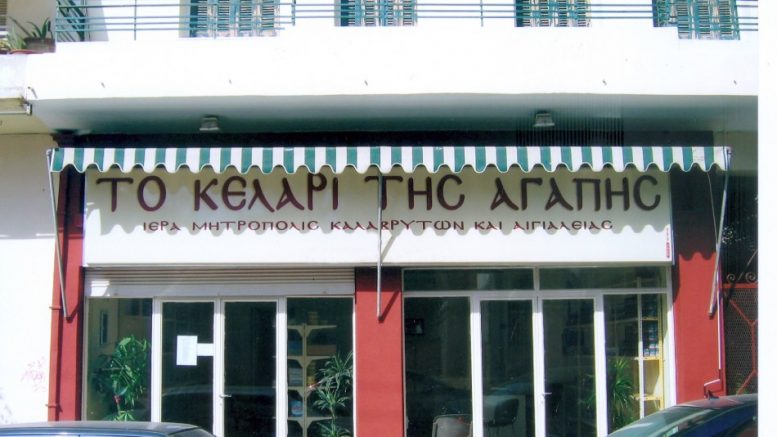 ΤΟ ΚΕΛΑΡΙ ΤΗΣ ΑΓΑΠΗΣ
ΙΕΡΑ ΜΗΤΡΟΠΟΛΙΣ ΚΑΛΑΒΡΥΤΩΝ ΚΑΙ ΑΙΓΙΑΛΕΙΑΣ